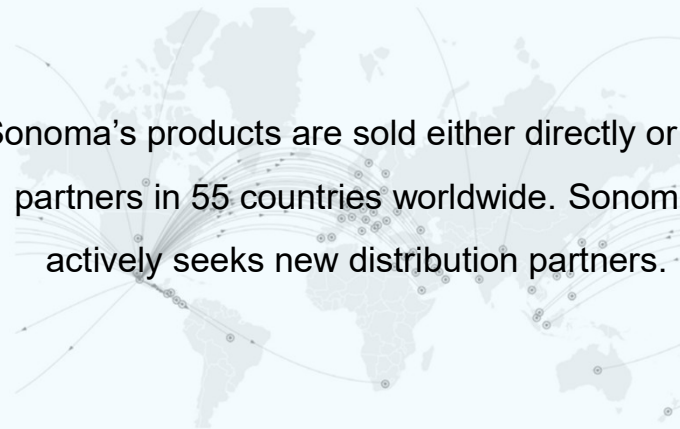 Sonoma's products are sold either directly or
partners in 55 countries worldwide. Sonom
actively seeks new distribution partners.